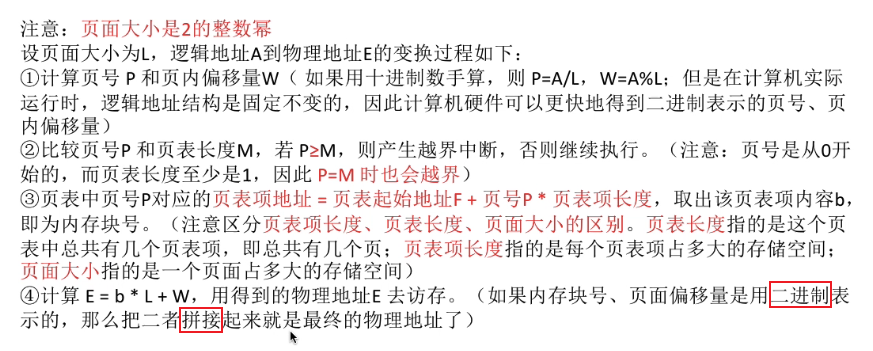 注意：页面大小是2的整数幂
设页面大小为L，逻辑地址A到物理地址E的变换过程如下：
①计算页号 P 和页内偏移量W（ 如果用十进制数手算，则 P=A/L，W=A%L；但是在计算机实际
运行时，逻辑地址结构是固定不变的，因此计算机硬件可以更快地得到二进制表示的页号、页
内偏移量）
②比较页号P 和页表长度M，若 P≥M，则产生越界中断，否则继续执行。（注意：页号是从0开
始的，而页表长度至少是1，因此 P=M 时也会越界）
③页表中页号P对应的页表项地址 = 页表起始地址F + 页号P * 页表项长度，取出该页表项内容b，
即为内存块号。（注意区分页表项长度、页表长度、页面大小的区别。页表长度指的是这个页
表中总共有几个页表项，即总共有几个页；页表项长度指的是每个页表项占多大的存储空间；
页面大小指的是一个页面占多大的存储空间）
④计算 E = b * L + W，用得到的物理地址E 去访存。（如果内存块号、页面偏移量是用二进制表
示的，那么把二者拼接起来就是最终的物理地址了）